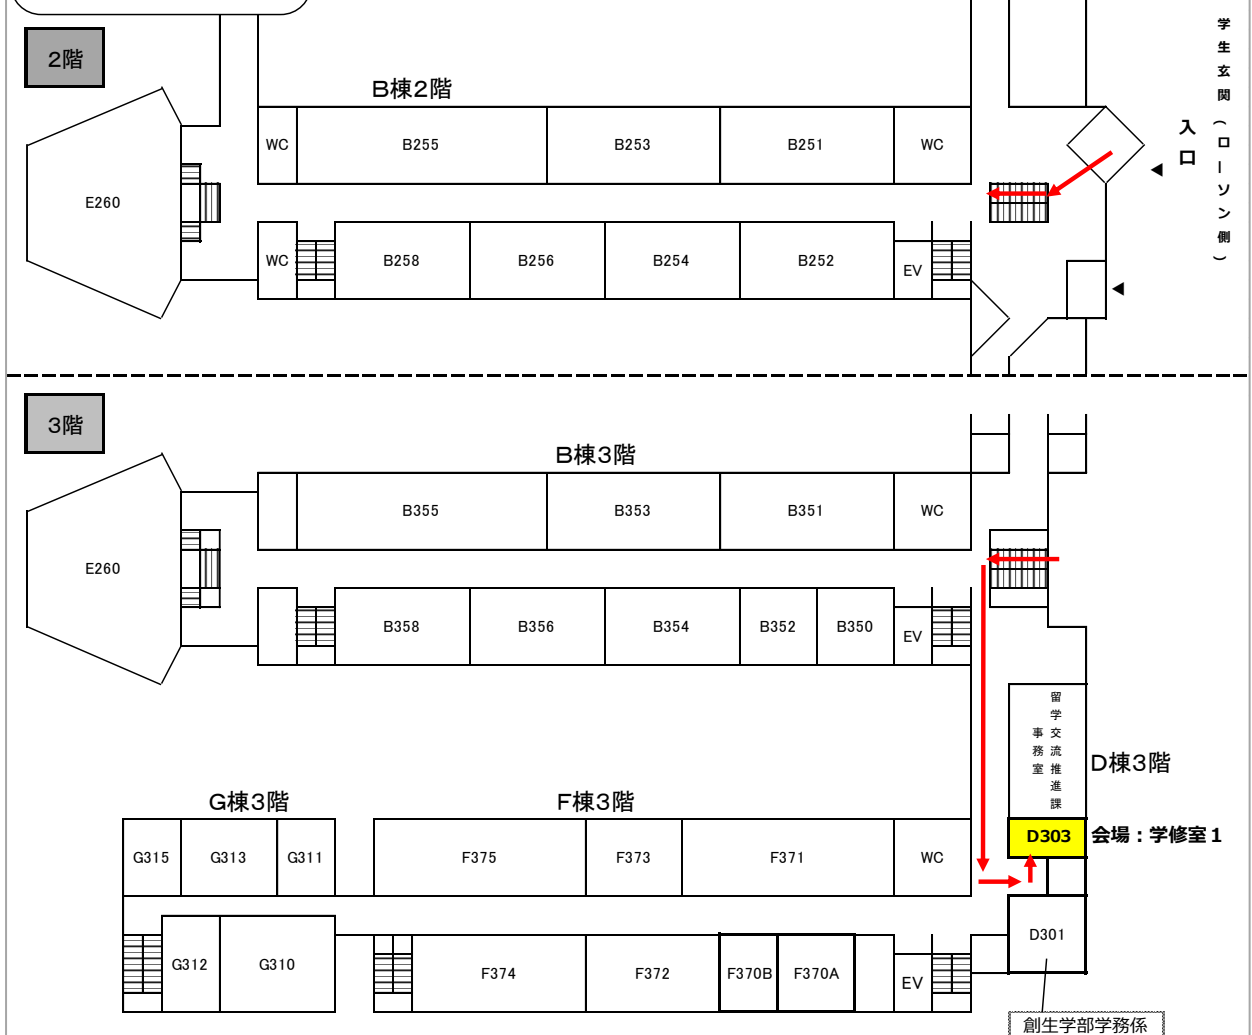 2階
B棟2階
学生玄関(ローソン側)
入口
WC
B255
B253
B251
WC
E260
WC
B258
B256
B254
B252
EV
3階
B棟3階
B355
B353
B351
WC
E260
B358
B356
B354
B352
B350
EV
留学交流推進課
事務室
D棟3階
G棟3階
F棟3階
D303
会場：学修室１
G315
G313
G311
F375
F373
F371
WC
D301
G312
G310
F374
F372
F370B
F370A
EV
創生学部学務係